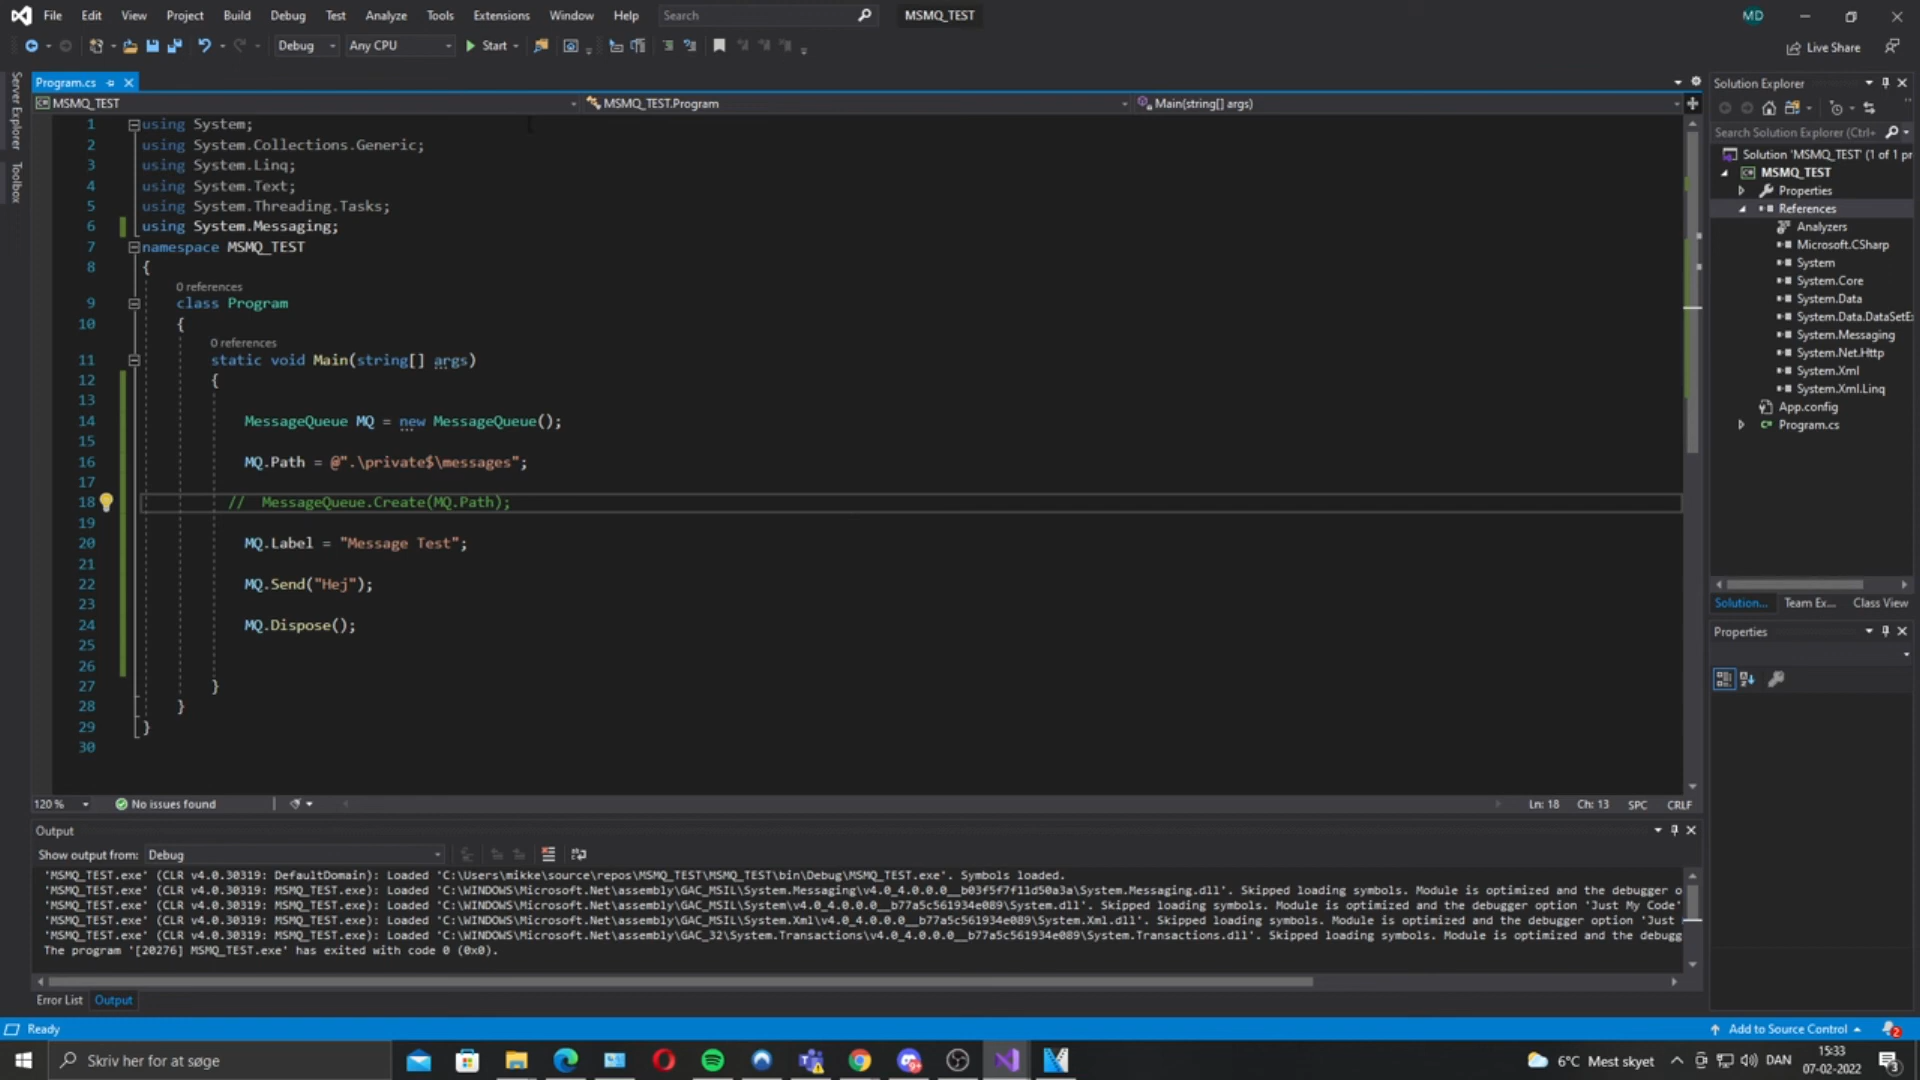 File Edit View Project Build Debug Test Analyze Tools Extensions Window Help Search MSMQ_TEST MD
Debug Any CPU Start Live Share
Server Explorer
Toolbox
Program.cs
MSMQ_TEST MSMQ_TEST.Program Main(string[] args)
1 using System;
2 using System.Collections.Generic;
3 using System.Linq;
4 using System.Text;
5 using System.Threading.Tasks;
6 using System.Messaging;
7 namespace MSMQ_TEST
8 {
0 references
9 class Program
10 {
0 references
11 static void Main(string[] args)
12 {
13
14 MessageQueue MQ = new MessageQueue();
15
16 MQ.Path = @".\private$\messages";
17
18 // MessageQueue.Create(MQ.Path);
19
20 MQ.Label = "Message Test";
21
22 MQ.Send("Hej");
23
24 MQ.Dispose();
25
26
27 }
28 }
29 }
30
120 % No issues found Ln: 18 Ch: 13 SPC CRLF
Output
Show output from: Debug
'MSMQ_TEST.exe' (CLR v4.0.30319: DefaultDomain): Loaded 'C:\Users\mikke\source\repos\MSMQ_TEST\MSMQ_TEST\bin\Debug\MSMQ_TEST.exe'. Symbols loaded.
'MSMQ_TEST.exe' (CLR v4.0.30319: MSMQ_TEST.exe): Loaded 'C:\WINDOWS\Microsoft.Net\assembly\GAC_MSIL\System.Messaging\v4.0_4.0.0.0__b03f5f7f11d50a3a\System.Messaging.dll'. Skipped loading symbols. Module is optimized and the debugger o
'MSMQ_TEST.exe' (CLR v4.0.30319: MSMQ_TEST.exe): Loaded 'C:\WINDOWS\Microsoft.Net\assembly\GAC_MSIL\System\v4.0_4.0.0.0__b77a5c561934e089\System.dll'. Skipped loading symbols. Module is optimized and the debugger option 'Just My Code'
'MSMQ_TEST.exe' (CLR v4.0.30319: MSMQ_TEST.exe): Loaded 'C:\WINDOWS\Microsoft.Net\assembly\GAC_MSIL\System.Xml\v4.0_4.0.0.0__b77a5c561934e089\System.Xml.dll'. Skipped loading symbols. Module is optimized and the debugger option 'Just
'MSMQ_TEST.exe' (CLR v4.0.30319: MSMQ_TEST.exe): Loaded 'C:\WINDOWS\Microsoft.Net\assembly\GAC_32\System.Transactions\v4.0_4.0.0.0__b77a5c561934e089\System.Transactions.dll'. Skipped loading symbols. Module is optimized and the debugg
The program '[20276] MSMQ_TEST.exe' has exited with code 0 (0x0).
Error List Output
Solution Explorer
Search Solution Explorer (Ctrl+
Solution 'MSMQ_TEST' (1 of 1 pr
MSMQ_TEST
Properties
References
Analyzers
Microsoft.CSharp
System
System.Core
System.Data
System.Data.DataSetE
System.Messaging
System.Net.Http
System.Xml
System.Xml.Linq
App.config
Program.cs
Solution... Team Ex... Class View
Properties
Ready Add to Source Control 2
Skriv her for at søge 6°C Mest skyet DAN 15:33
07-02-2022 3